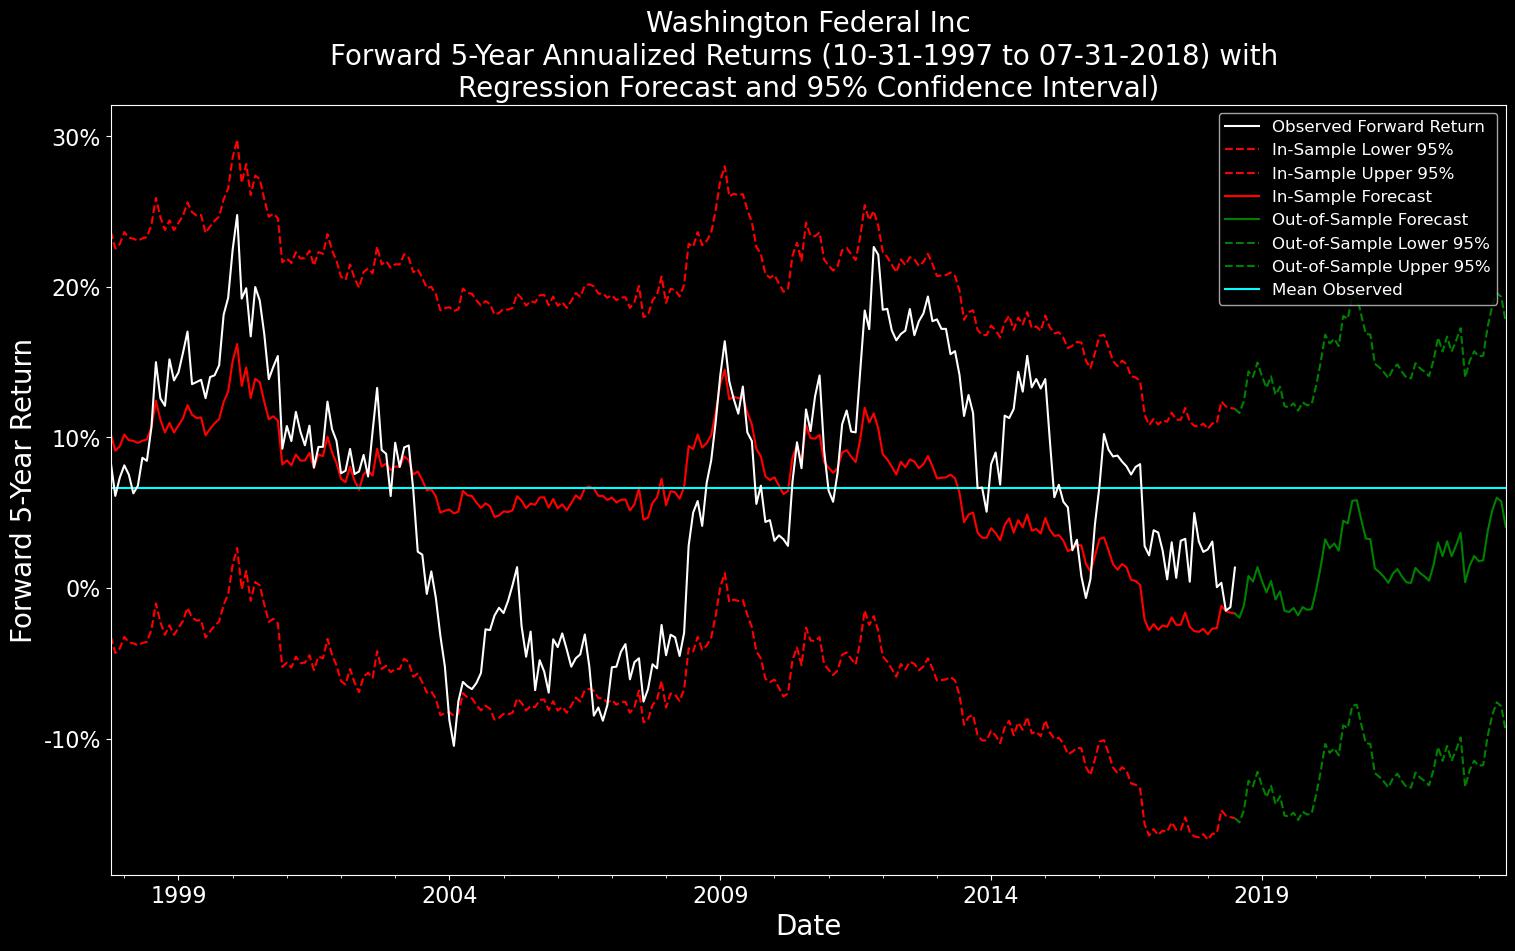 Washington Federal Inc
Forward 5-Year Annualized Returns (10-31-1997 to 07-31-2018) with
Regression Forecast and 95% Confidence Interval)
Observed Forward Return
In-Sample Lower 95%
In-Sample Upper 95%
In-Sample Forecast
Out-of-Sample Forecast
Out-of-Sample Lower 95%
Out-of-Sample Upper 95%
Mean Observed
Forward 5-Year Return
30%
20%
10%
0%
-10%
1999
2004
2009
2014
2019
Date